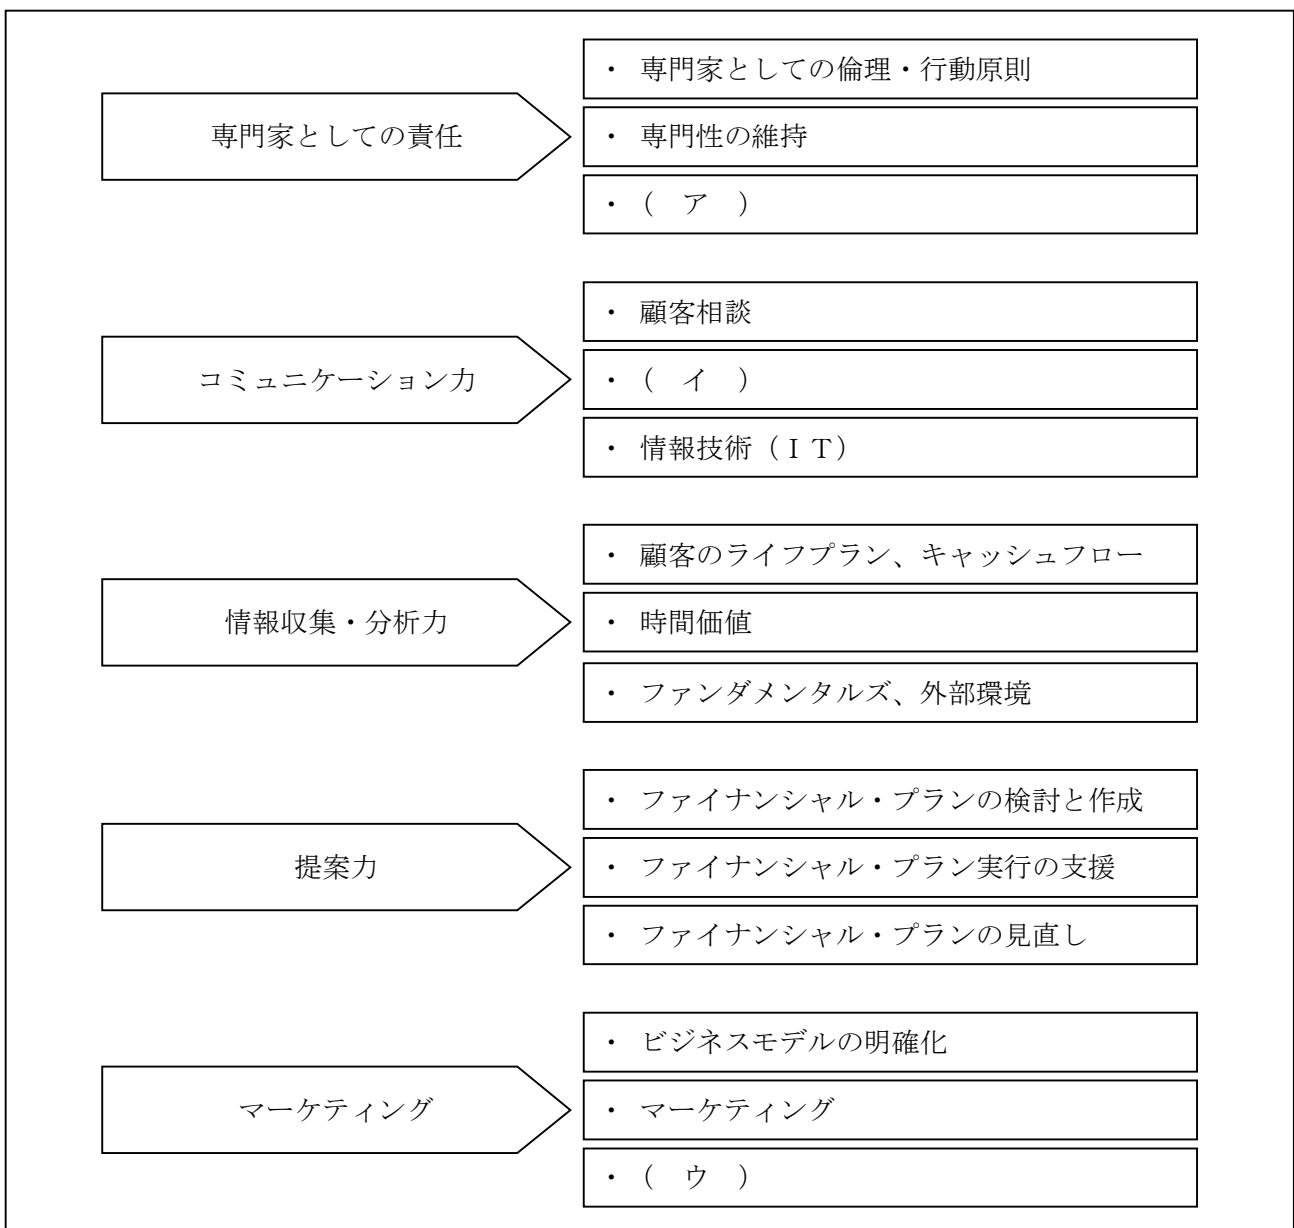 専門家としての責任
・ 専門家としての倫理・行動原則
・ 専門性の維持
・（　ア　）
コミュニケーション力
・ 顧客相談
・（　イ　）
・ 情報技術（ＩＴ）
情報収集・分析力
・ 顧客のライフプラン、キャッシュフロー
・ 時間価値
・ ファンダメンタルズ、外部環境
提案力
・ ファイナンシャル・プランの検討と作成
・ ファイナンシャル・プラン実行の支援
・ ファイナンシャル・プランの見直し
マーケティング
・ ビジネスモデルの明確化
・ マーケティング
・（　ウ　）